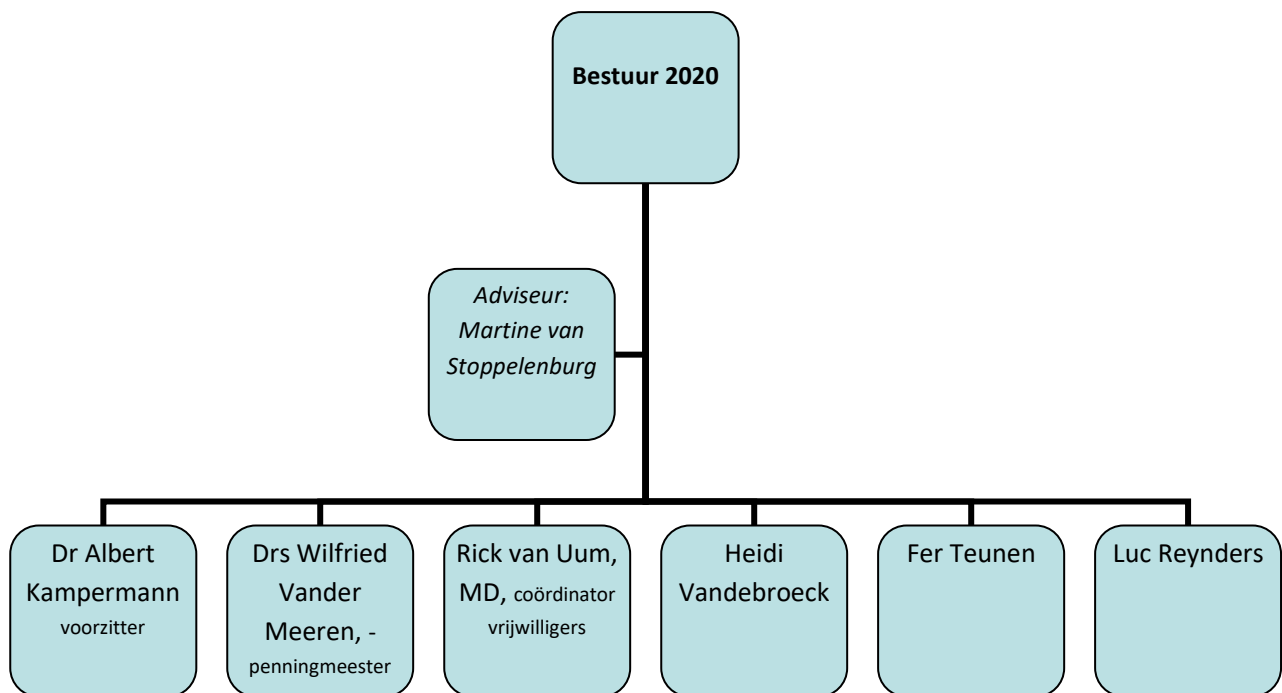 Bestuur 2020
Adviseur:
Martine van
Stoppelenburg
Dr Albert
Kampermann
voorzitter
Drs Wilfried
Vander
Meeren, -
penningmeester
Rick van Uum,
MD, coördinator
vrijwilligers
Heidi
Vandebroeck
Fer Teunen
Luc Reynders